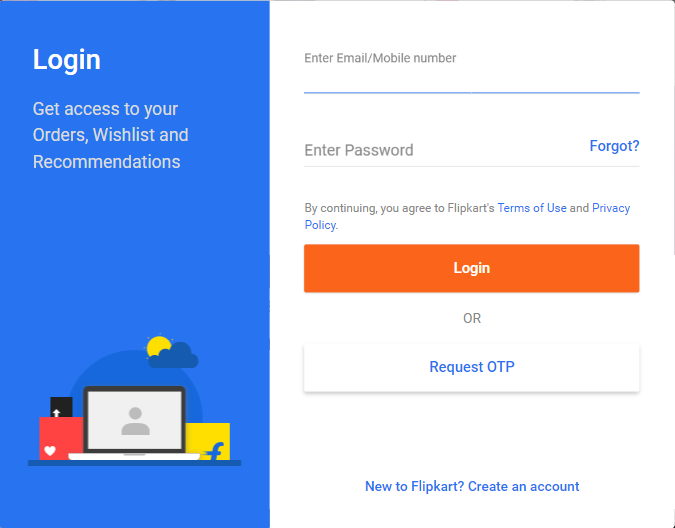 Login
Get access to your
Orders, Wishlist and
Recommendations
Enter Email/Mobile number
Enter Password
Forgot?
By continuing, you agree to Flipkart's Terms of Use and Privacy
Policy.
Login
OR
Request OTP
New to Flipkart? Create an account